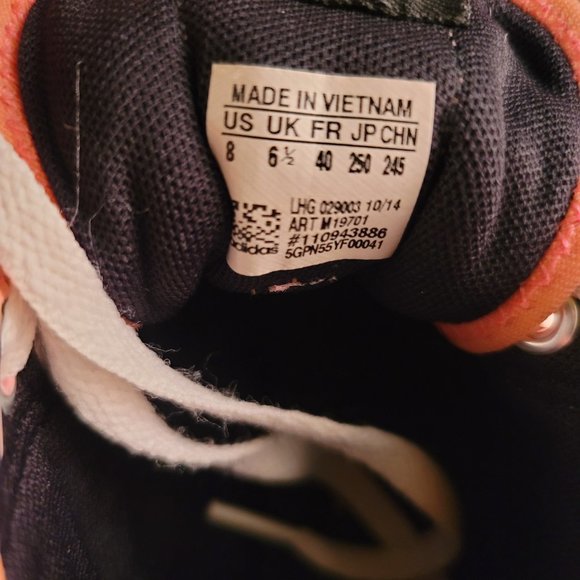 MADE IN VIETNAM
US UK FR JP CHN
8 6½ 40 250 245
LHG 029003 10/14
ART M19701
#110943886
adidas 5GPN55YF00041